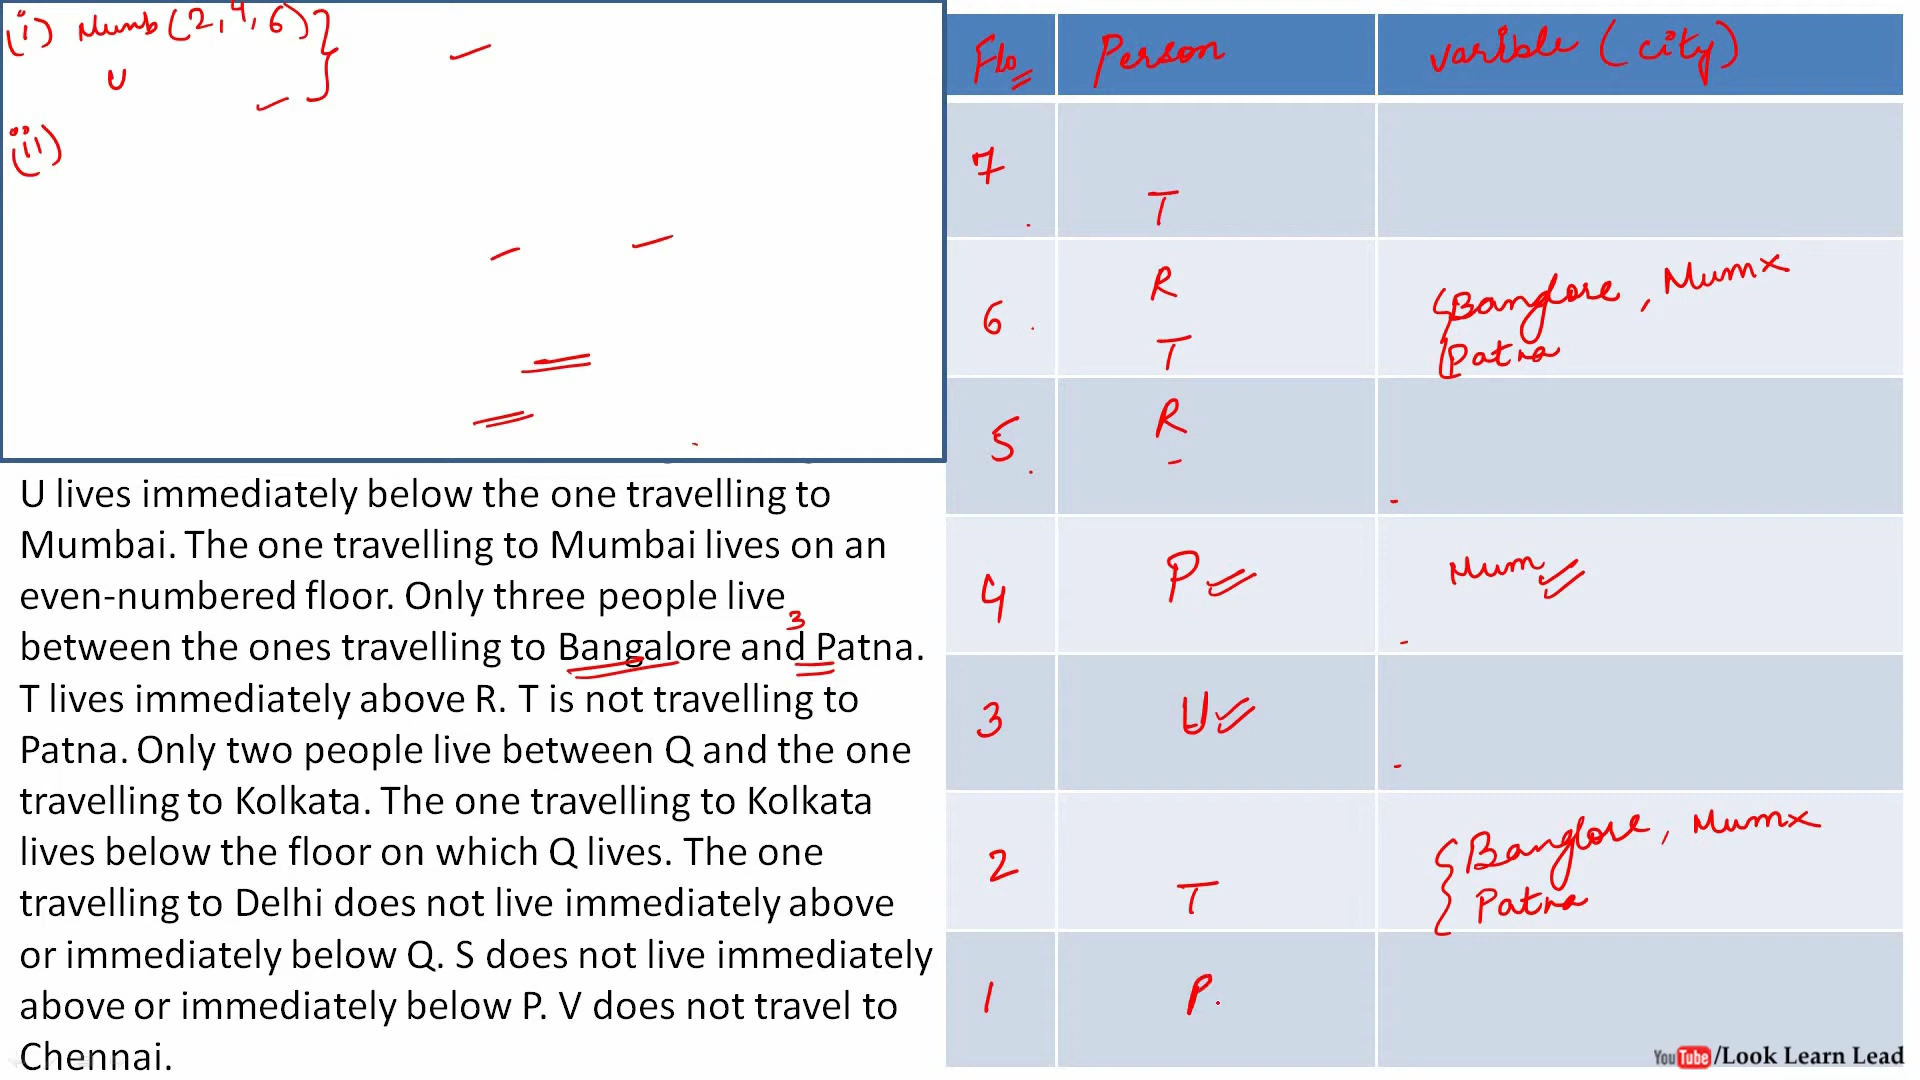 (i) Mumb (2, 4, 6)
U
(ii)
U lives immediately below the one travelling to
Mumbai. The one travelling to Mumbai lives on an
even-numbered floor. Only three people live
3
between the ones travelling to Bangalore and Patna.
T lives immediately above R. T is not travelling to
Patna. Only two people live between Q and the one
travelling to Kolkata. The one travelling to Kolkata
lives below the floor on which Q lives. The one
travelling to Delhi does not live immediately above
or immediately below Q. S does not live immediately
above or immediately below P. V does not travel to
Chennai.
Flo Person varible (city)
7
T
R Banglore, Mum×
6
T Patna
R
5
4 P Mum
3 U
Banglore, Mum×
2
T Patna
1 P
YouTube/Look Learn Lead